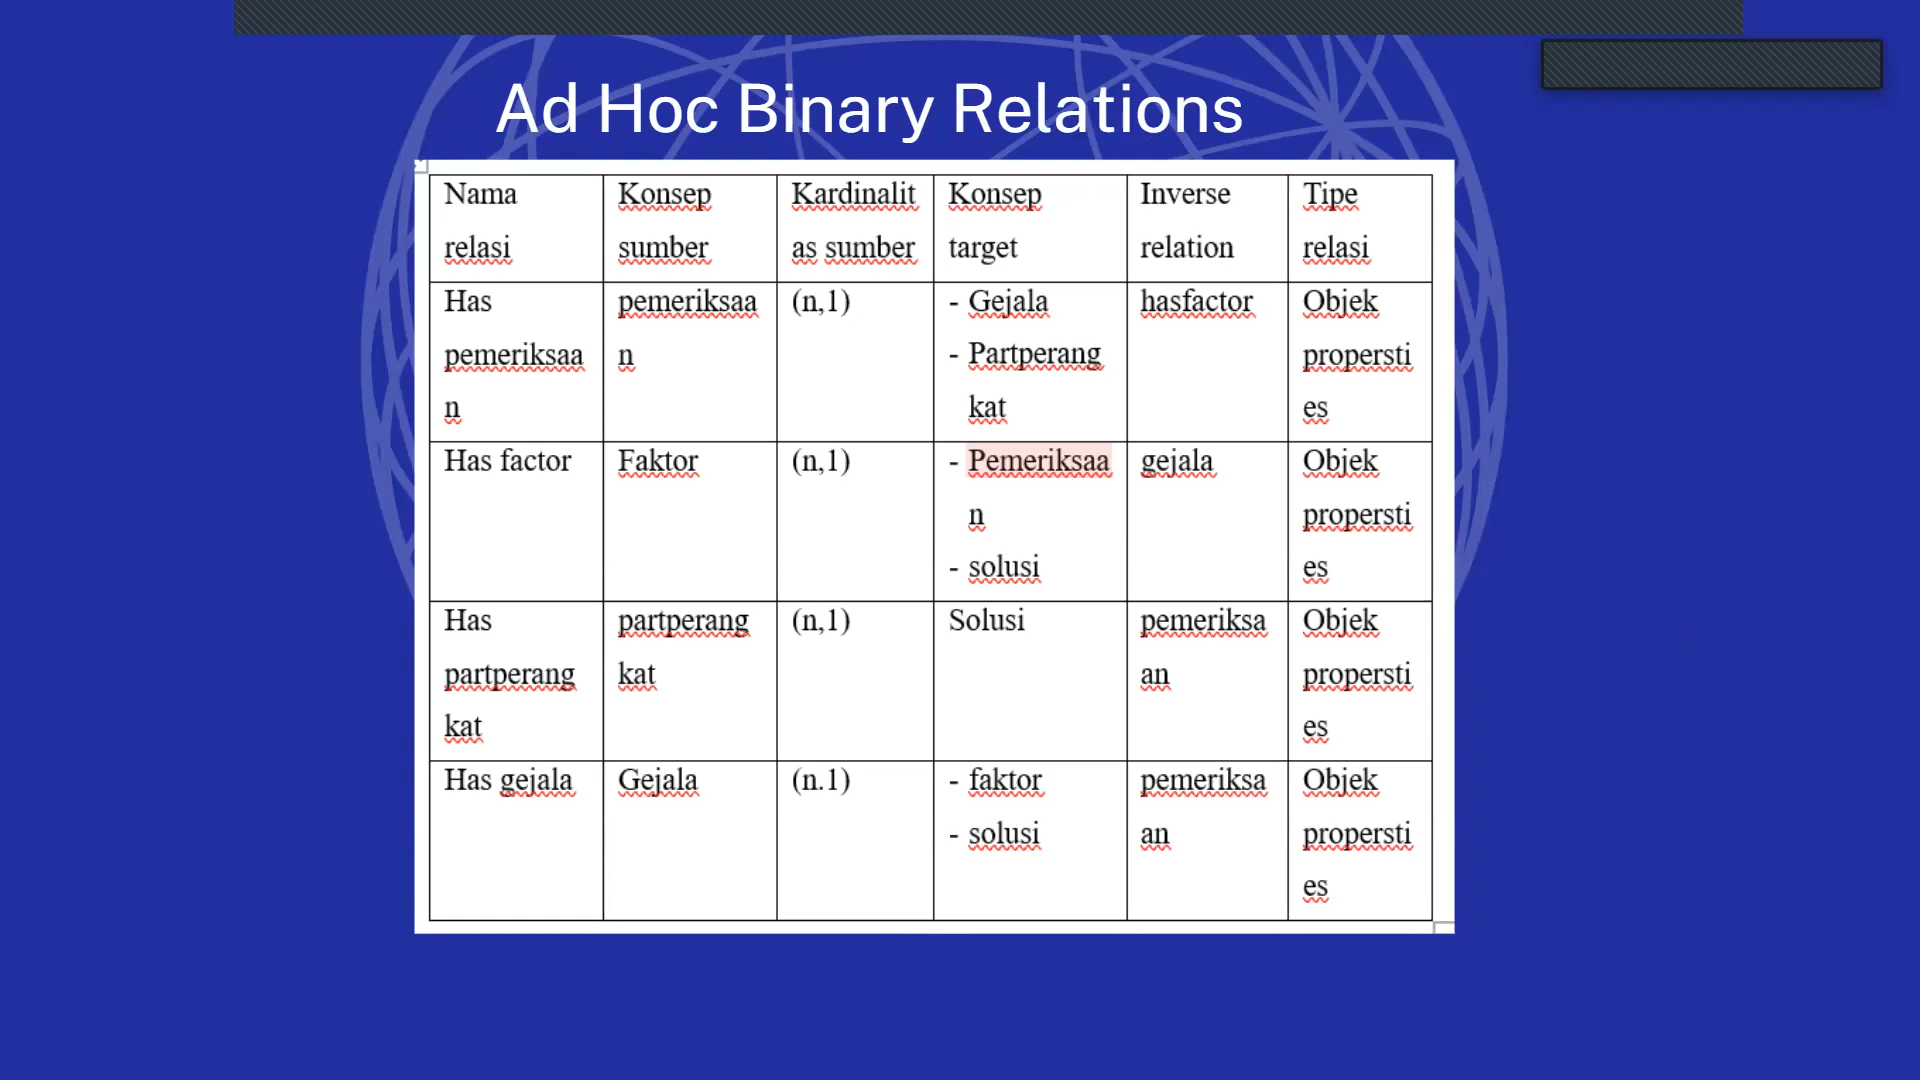 Ad Hoc Binary Relations
Nama
relasi
Konsep
sumber
Kardinalit
as sumber
Konsep
target
Inverse
relation
Tipe
relasi
Has
pemeriksaa
n
pemeriksaa
n
(n,1)
- Gejala
- Partperang
kat
hasfactor
Objek
propersti
es
Has factor
Faktor
(n,1)
- Pemeriksaa
n
- solusi
gejala
Objek
propersti
es
Has
partperang
kat
partperang
kat
(n,1)
Solusi
pemeriksa
an
Objek
propersti
es
Has gejala
Gejala
(n.1)
- faktor
- solusi
pemeriksa
an
Objek
propersti
es